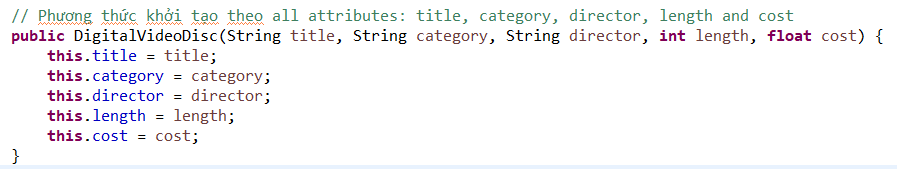 // Phương thức khởi tạo theo all attributes: title, category, director, length and cost
public DigitalVideoDisc(String title, String category, String director, int length, float cost) {
    this.title = title;
    this.category = category;
    this.director = director;
    this.length = length;
    this.cost = cost;
}